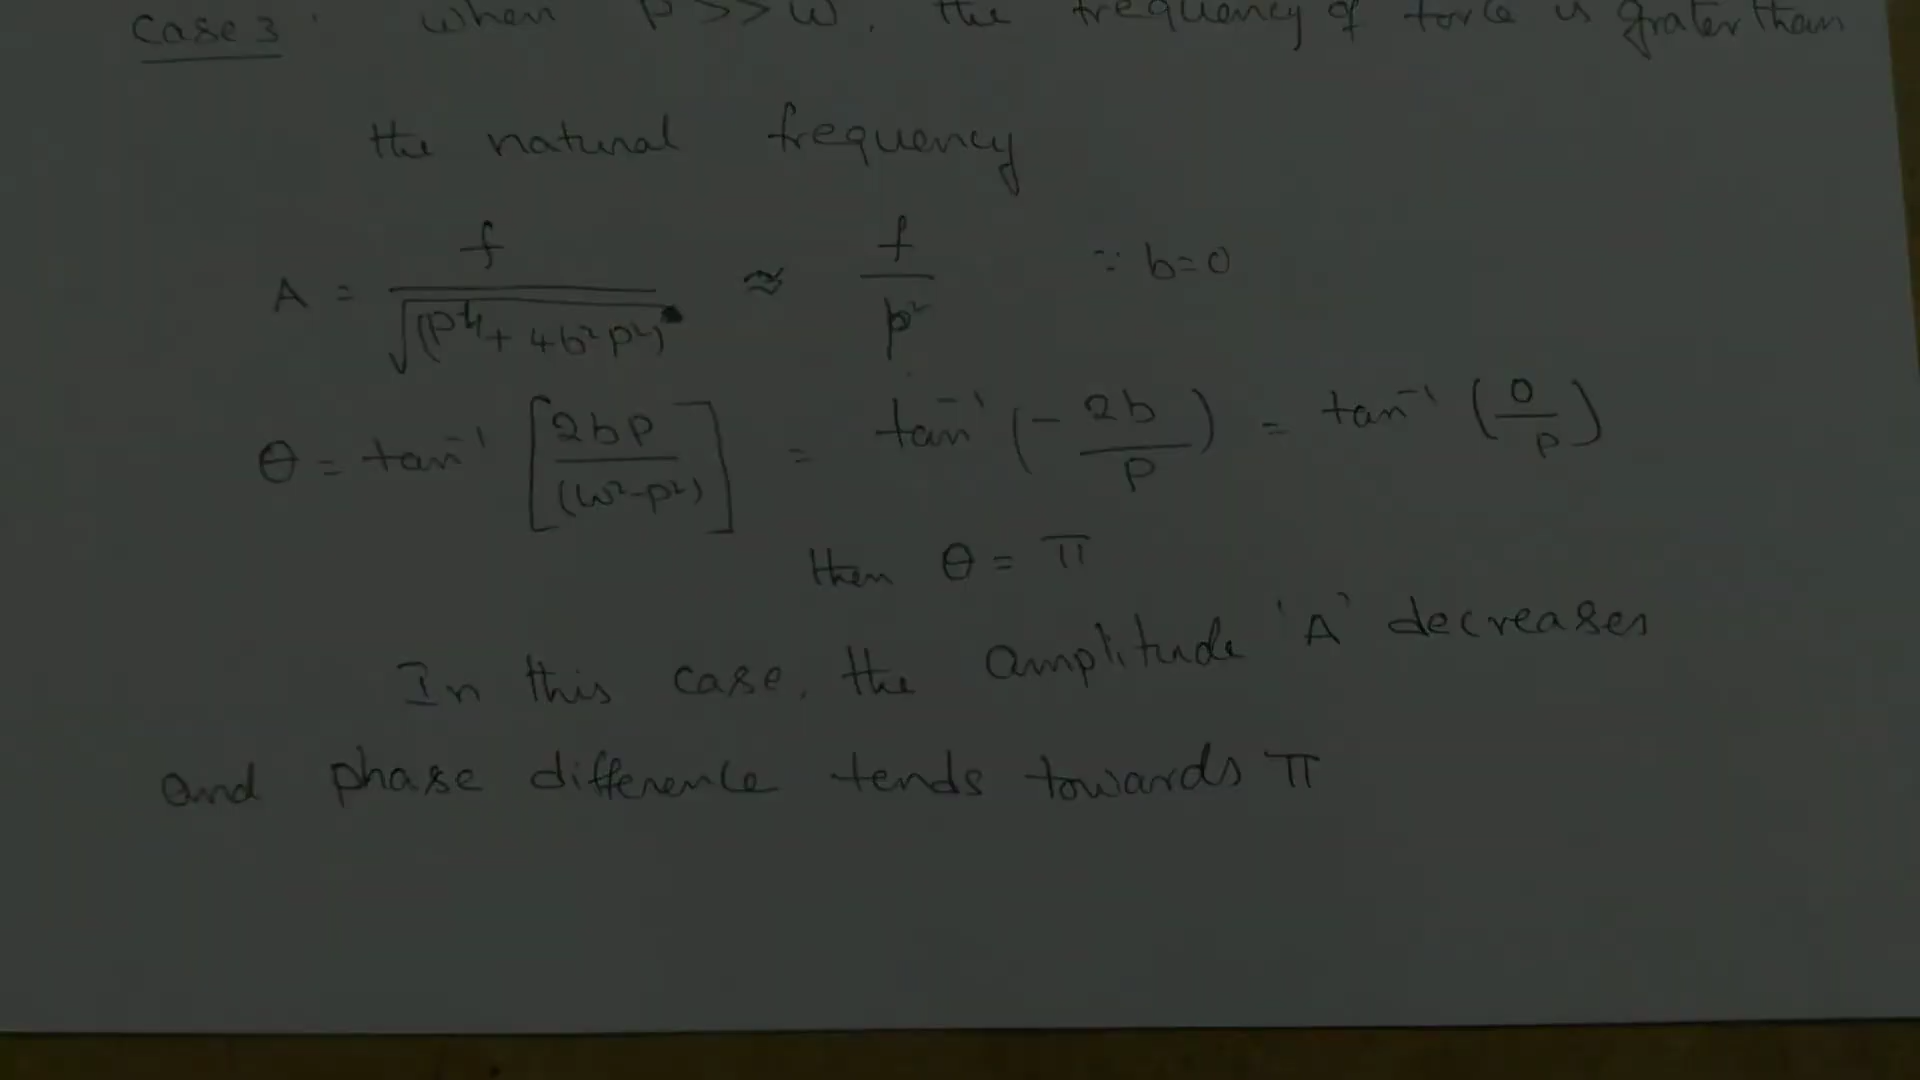 Case 3 : when P >> ω, the frequency of force is grater than
the natural frequency
A = f / √(p⁴ + 4b²p²) ≈ f / p² ∵ b=0
θ = tan⁻¹ [2bp / (ω²-p²)] = tan⁻¹ (- 2b / p) = tan⁻¹ (0 / p)
then θ = π
In this case, the amplitude 'A' decreases
and phase difference tends towards π